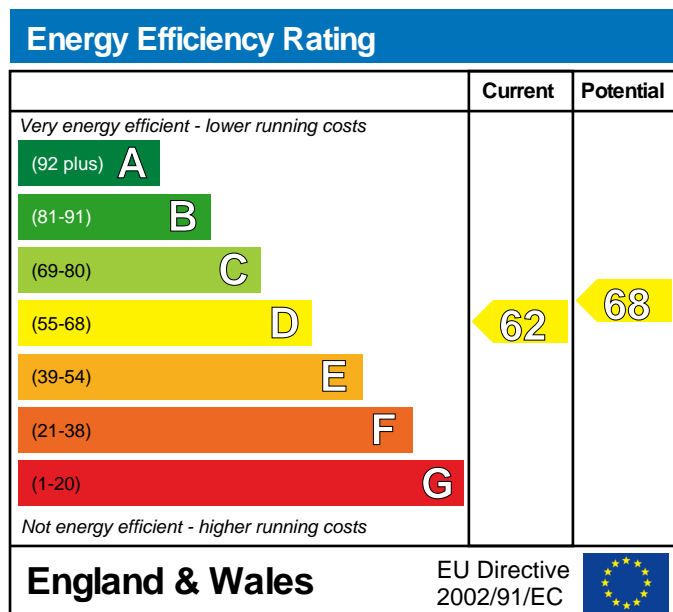 Energy Efficiency Rating
Current Potential
Very energy efficient - lower running costs
(92 plus) A
(81-91) B
(69-80) C
(55-68) D
62
68
(39-54) E
(21-38) F
(1-20) G
Not energy efficient - higher running costs
England & Wales
EU Directive
2002/91/EC